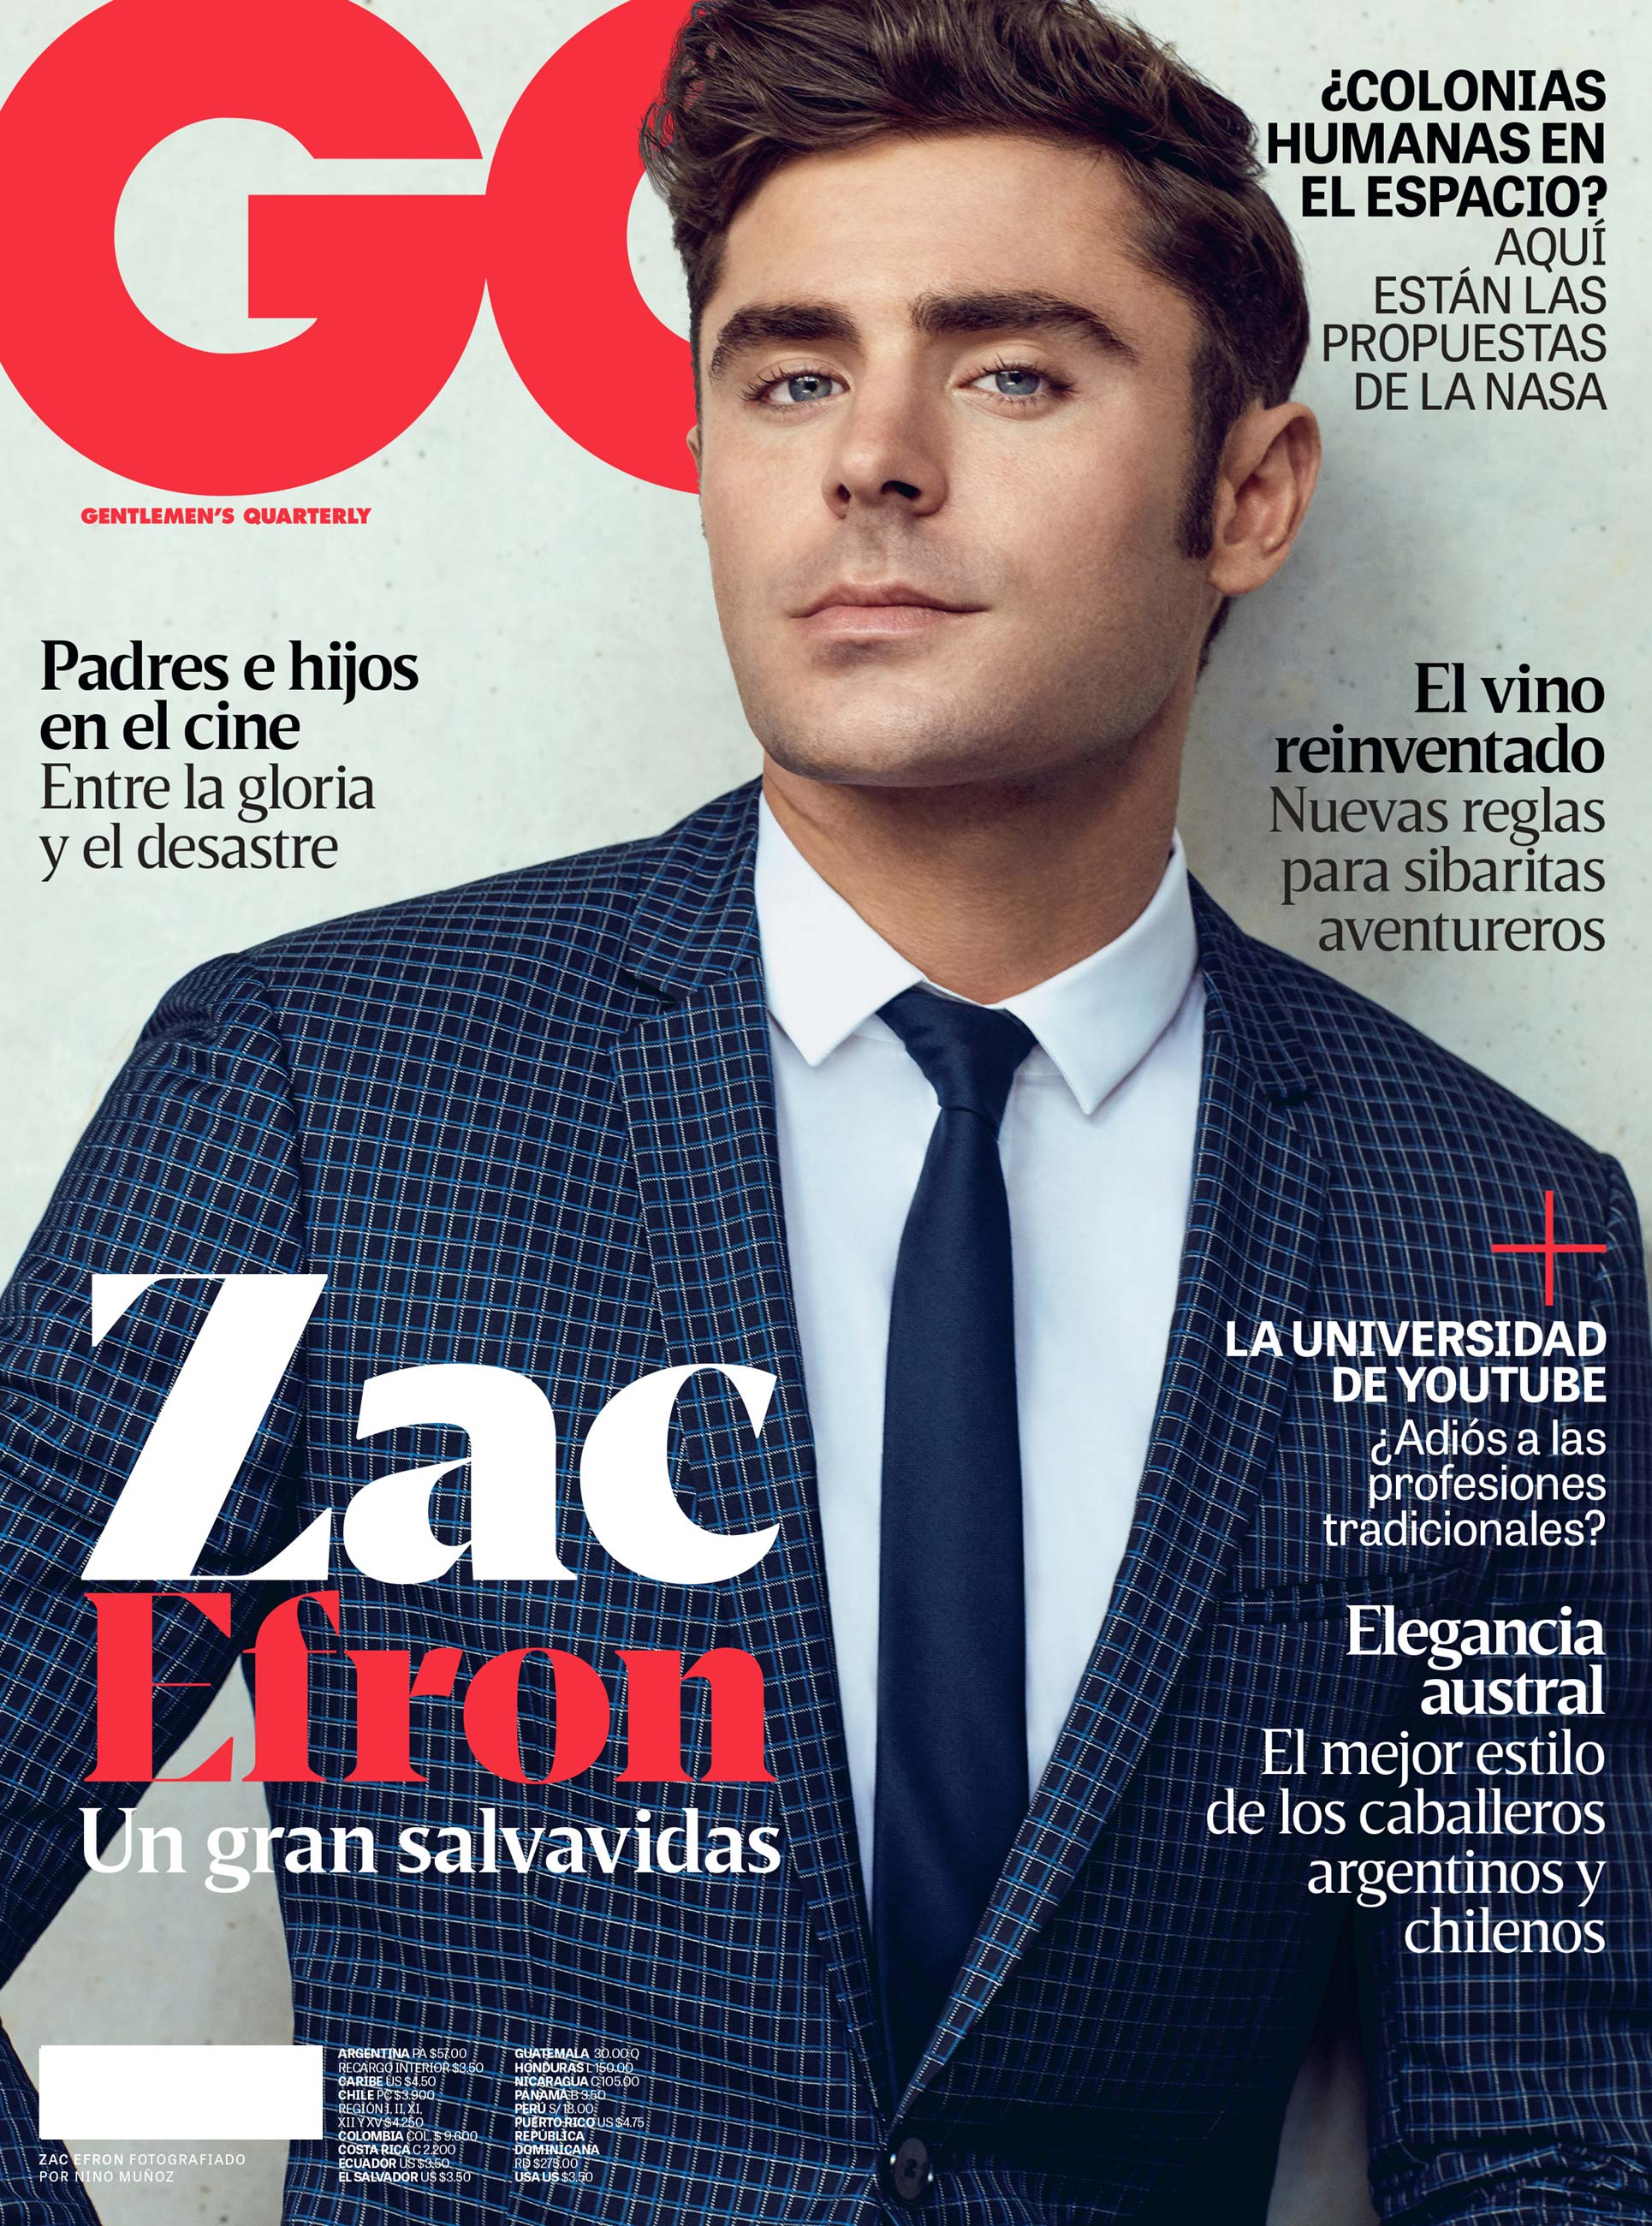 GQ
GENTLEMEN'S QUARTERLY
¿COLONIAS
HUMANAS EN
EL ESPACIO?
AQUÍ
ESTÁN LAS
PROPUESTAS
DE LA NASA
Padres e hijos
en el cine
Entre la gloria
y el desastre
El vino
reinventado
Nuevas reglas
para sibaritas
aventureros
Zac
Efron
Un gran salvavidas
+
LA UNIVERSIDAD
DE YOUTUBE
¿Adiós a las
profesiones
tradicionales?
Elegancia
austral
El mejor estilo
de los caballeros
argentinos y
chilenos
ZAC EFRON FOTOGRAFIADO
POR NINO MUÑOZ
ARGENTINA PA $57.00
RECARGO INTERIOR $3.50
CARIBE US $4.50
CHILE PC $3.900
REGIÓN I, II, XI,
XII Y XV $4.250
COLOMBIA COL. $ 9.600
COSTA RICA C 2.200
ECUADOR US $3.50
EL SALVADOR US $3.50
GUATEMALA 30.00 Q
HONDURAS L 150.00
NICARAGUA C 105.00
PANAMÁ B 3.50
PERÚ S/ 18.00
PUERTO RICO US $4.75
REPÚBLICA
DOMINICANA
RD $275.00
USA US $3.50